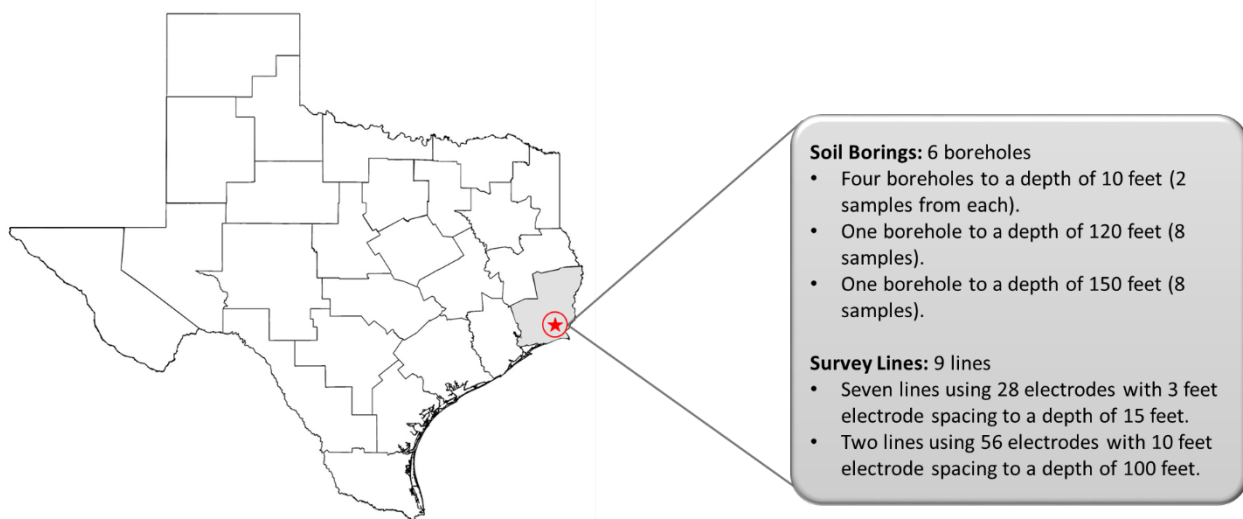 Soil Borings: 6 boreholes
• Four boreholes to a depth of 10 feet (2
samples from each).
• One borehole to a depth of 120 feet (8
samples).
• One borehole to a depth of 150 feet (8
samples).
Survey Lines: 9 lines
• Seven lines using 28 electrodes with 3 feet
electrode spacing to a depth of 15 feet.
• Two lines using 56 electrodes with 10 feet
electrode spacing to a depth of 100 feet.